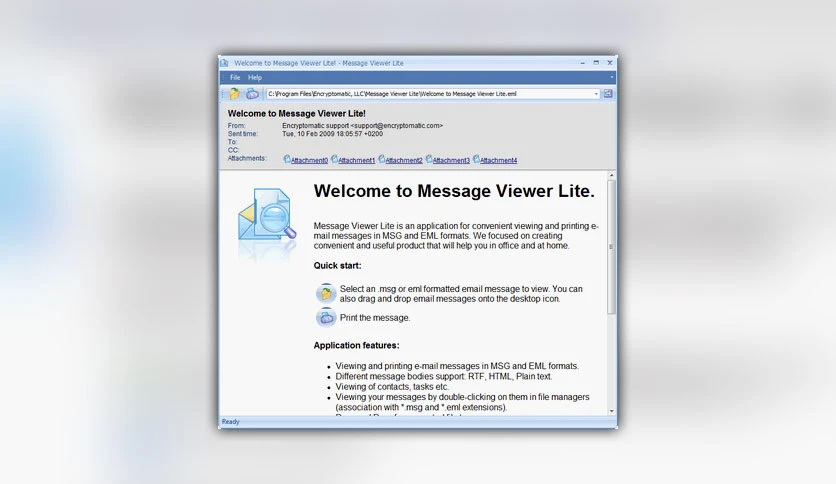 Welcome to Message Viewer Lite! - Message Viewer Lite
File Help
C:\Program Files\Encryptomatic, LLC\Message Viewer Lite\Welcome to Message Viewer Lite.eml
Welcome to Message Viewer Lite!
From: Encryptomatic support <support@encryptomatic.com>
Sent time: Tue, 10 Feb 2009 18:05:57 +0200
To:
CC:
Attachments: Attachment0 Attachment1 Attachment2 Attachment3 Attachment4
Welcome to Message Viewer Lite.
Message Viewer Lite is an application for convenient viewing and printing e-
mail messages in MSG and EML formats. We focused on creating
convenient and useful product that will help you in office and at home.
Quick start:
Select an .msg or eml formatted email message to view. You can
also drag and drop email messages onto the desktop icon.
Print the message.
Application features:
• Viewing and printing e-mail messages in MSG and EML formats.
• Different message bodies support: RTF, HTML, Plain text.
• Viewing of contacts, tasks etc.
• Viewing your messages by double-clicking on them in file managers
(association with *.msg and *.eml extensions).
Ready